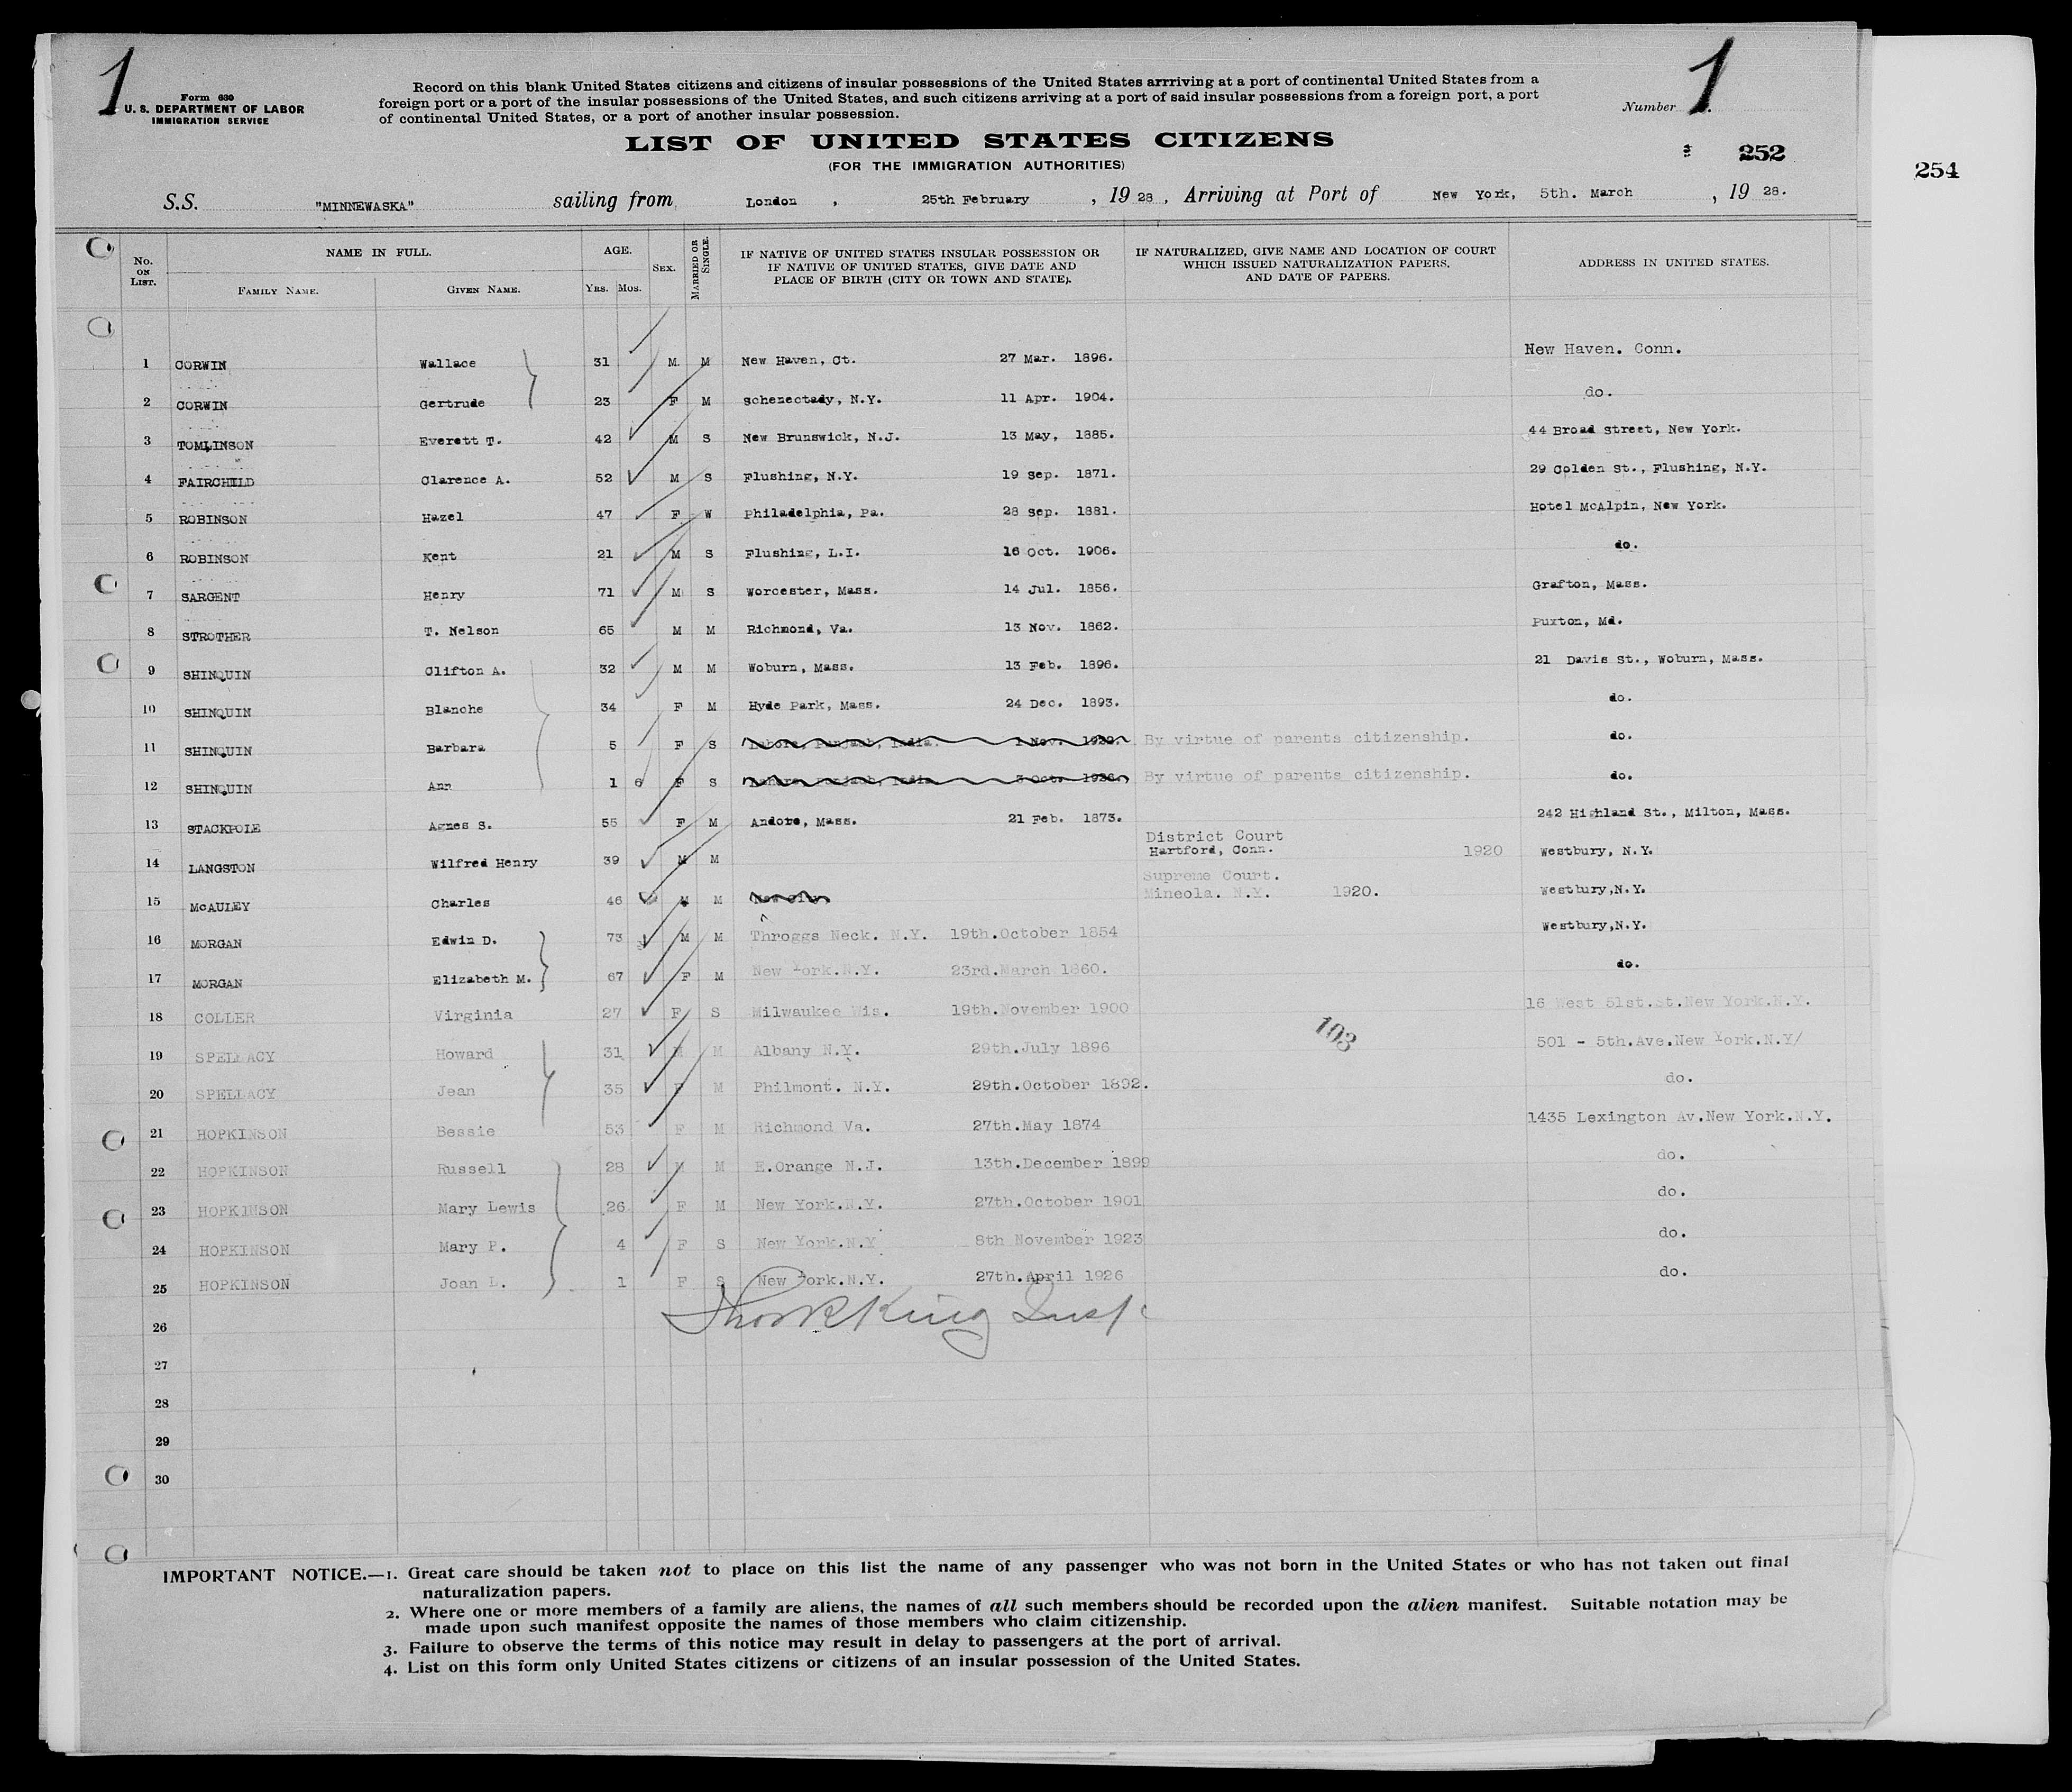 1
1
Form 630
U. S. DEPARTMENT OF LABOR
IMMIGRATION SERVICE
Record on this blank United States citizens and citizens of insular possessions of the United States arrriving at a port of continental United States from a
foreign port or a port of the insular possessions of the United States, and such citizens arriving at a port of said insular possessions from a foreign port, a port
of continental United States, or a port of another insular possession.
Number
LIST OF UNITED STATES CITIZENS
(FOR THE IMMIGRATION AUTHORITIES)
252
254
S.S. "MINNEWASKA" sailing from London , 25th February , 19 28 , Arriving at Port of New York, 5th. March , 19 28.
No. ON LIST. NAME IN FULL. AGE. SEX. MARRIED OR SINGLE. IF NATIVE OF UNITED STATES INSULAR POSSESSION OR IF NATIVE OF UNITED STATES, GIVE DATE AND PLACE OF BIRTH (CITY OR TOWN AND STATE). IF NATURALIZED, GIVE NAME AND LOCATION OF COURT WHICH ISSUED NATURALIZATION PAPERS, AND DATE OF PAPERS. ADDRESS IN UNITED STATES.
FAMILY NAME. GIVEN NAME. YRS. MOS.
1 CORWIN Wallace 31 M. M New Haven, Ct. 27 Mar. 1896. New Haven. Conn.
2 CORWIN Gertrude 23 F M Schenectady, N.Y. 11 Apr. 1904. do.
3 TOMLINSON Everett T. 42 M S New Brunswick, N.J. 13 May, 1885. 44 Broad Street, New York.
4 FAIRCHILD Clarence A. 52 M S Flushing, N.Y. 19 Sep. 1871. 29 Colden St., Flushing, N.Y.
5 ROBINSON Hazel 47 F W Philadelphia, Pa. 28 Sep. 1881. Hotel McAlpin, New York.
6 ROBINSON Kent 21 M S Flushing, L.I. 16 Oct. 1906. do.
7 SARGENT Henry 71 M S Worcester, Mass. 14 Jul. 1856. Grafton, Mass.
8 STROTHER T. Nelson 65 M M Richmond, Va. 13 Nov. 1862. Puxton, Md.
9 SHINQUIN Clifton A. 32 M M Woburn, Mass. 13 Feb. 1896. 21 Davis St., Woburn, Mass.
10 SHINQUIN Blanche 34 F M Hyde Park, Mass. 24 Dec. 1893. do.
11 SHINQUIN Barbara 5 F S Lahore, Punjaub, India. 1 Nov. 1922. By virtue of parents citizenship. do.
12 SHINQUIN Ann 1 6 F S Lahore, Punjaub, India 3 Oct. 1926. By virtue of parents citizenship. do.
13 STACKPOLE Agnes S. 55 F M Andore, Mass. 21 Feb. 1873. 242 Highland St., Milton, Mass.
14 LANGSTON Wilfred Henry 39 M M District Court Hartford, Conn. 1920 Westbury, N.Y.
15 McAULEY Charles 46 M M Supreme Court. Mineola. N.Y. 1920. Westbury,N.Y.
16 MORGAN Edwin D. 73 M M Throggs Neck. N.Y. 19th.October 1854 Westbury,N.Y.
17 MORGAN Elizabeth M. 67 F M New York.N.Y. 23rd.March 1860. do.
18 COLLER Virginia 27 F S Milwaukee Wis. 19th.November 1900 16 West 51st.St.New York.N.Y.
19 SPELLACY Howard 31 M M Albany N.Y. 29th.July 1896 501 - 5th.Ave.New York.N.Y/
108
20 SPELLACY Jean 35 F M Philmont. N.Y. 29th.October 1892. do.
21 HOPKINSON Bessie 53 F M Richmond Va. 27th.May 1874 1435 Lexington Av.New York.N.Y.
22 HOPKINSON Russell 28 M M E.Orange N.J. 13th.December 1899 do.
23 HOPKINSON Mary Lewis 26 F M New York.N.Y. 27th.October 1901 do.
24 HOPKINSON Mary P. 4 F S New York.N.Y 8th November 1923 do.
25 HOPKINSON Joan L. 1 F S New York.N.Y. 27th.April 1926 do.
26 King Insp
27
28
29
30
IMPORTANT NOTICE.—1. Great care should be taken not to place on this list the name of any passenger who was not born in the United States or who has not taken out final
naturalization papers.
2. Where one or more members of a family are aliens, the names of all such members should be recorded upon the alien manifest. Suitable notation may be
made upon such manifest opposite the names of those members who claim citizenship.
3. Failure to observe the terms of this notice may result in delay to passengers at the port of arrival.
4. List on this form only United States citizens or citizens of an insular possession of the United States.